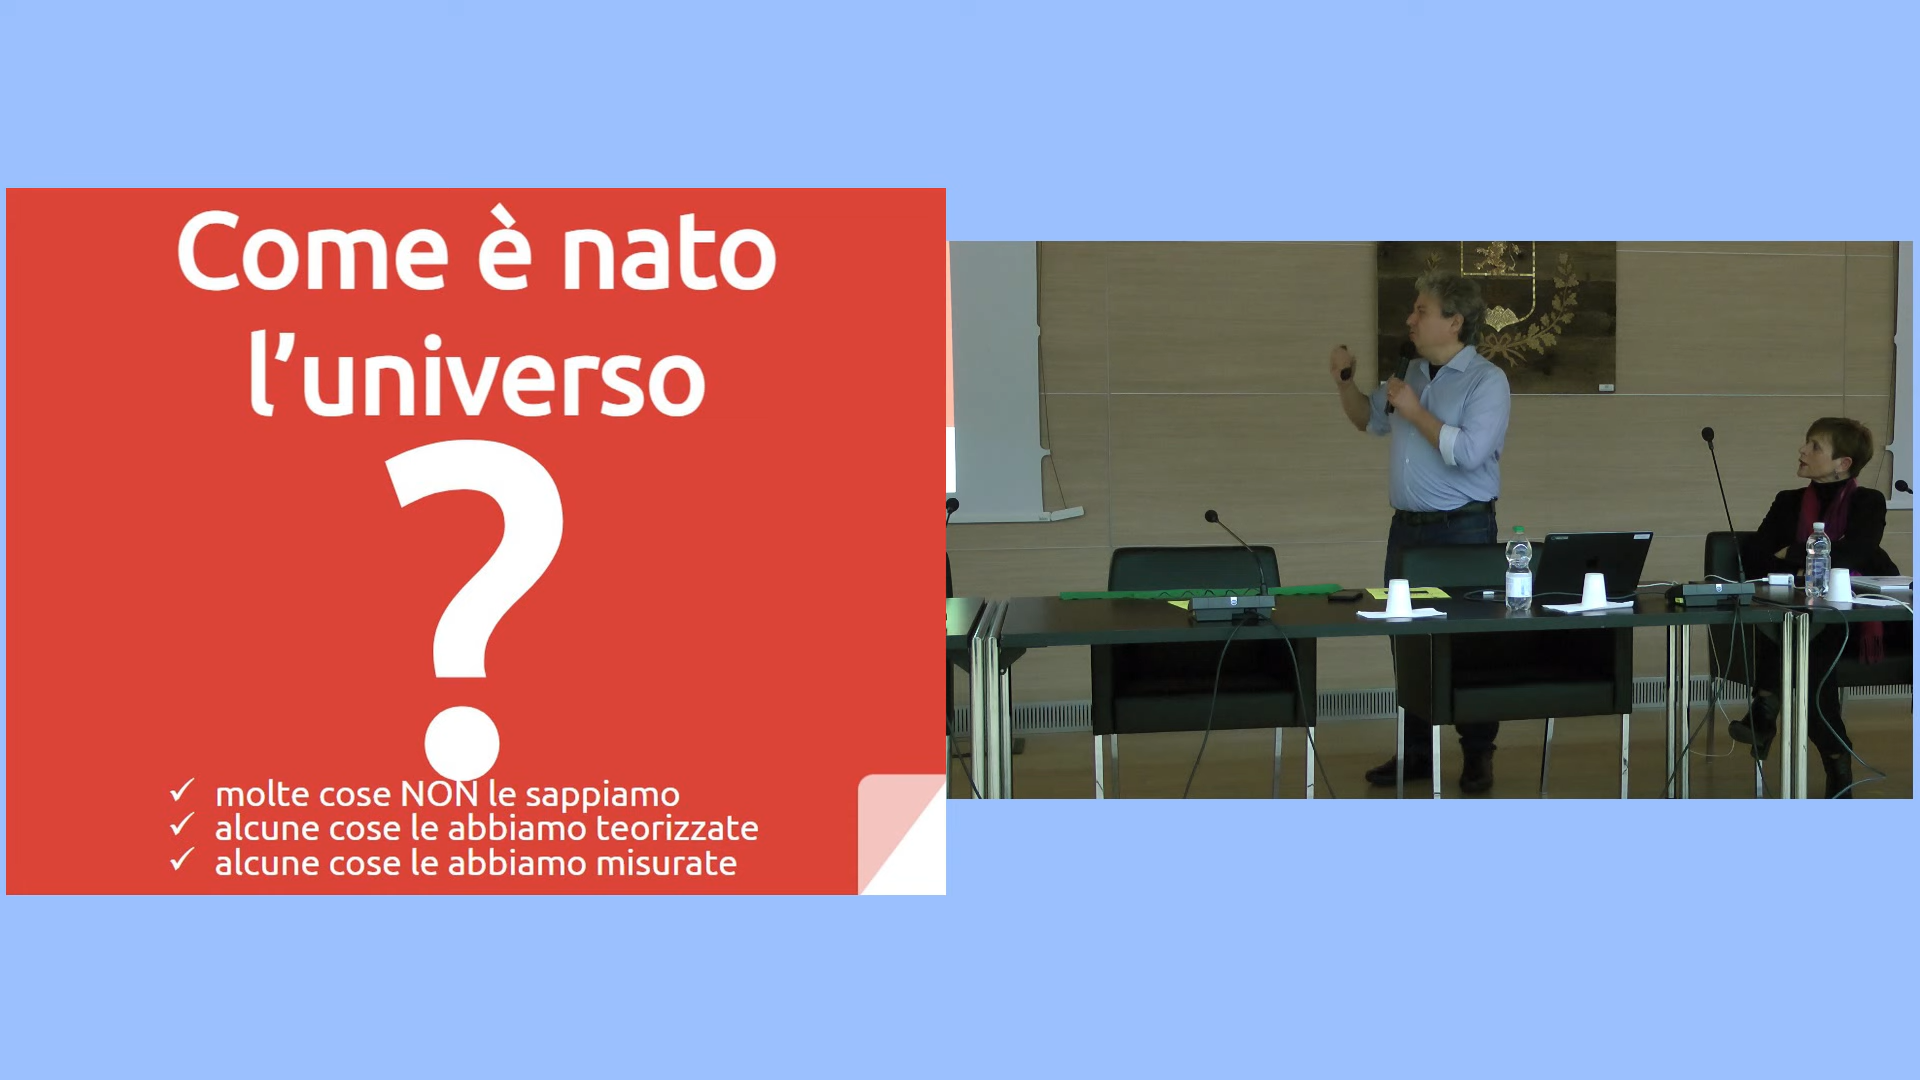 Come è nato
l’universo
?
✓ molte cose NON le sappiamo
✓ alcune cose le abbiamo teorizzate
✓ alcune cose le abbiamo misurate